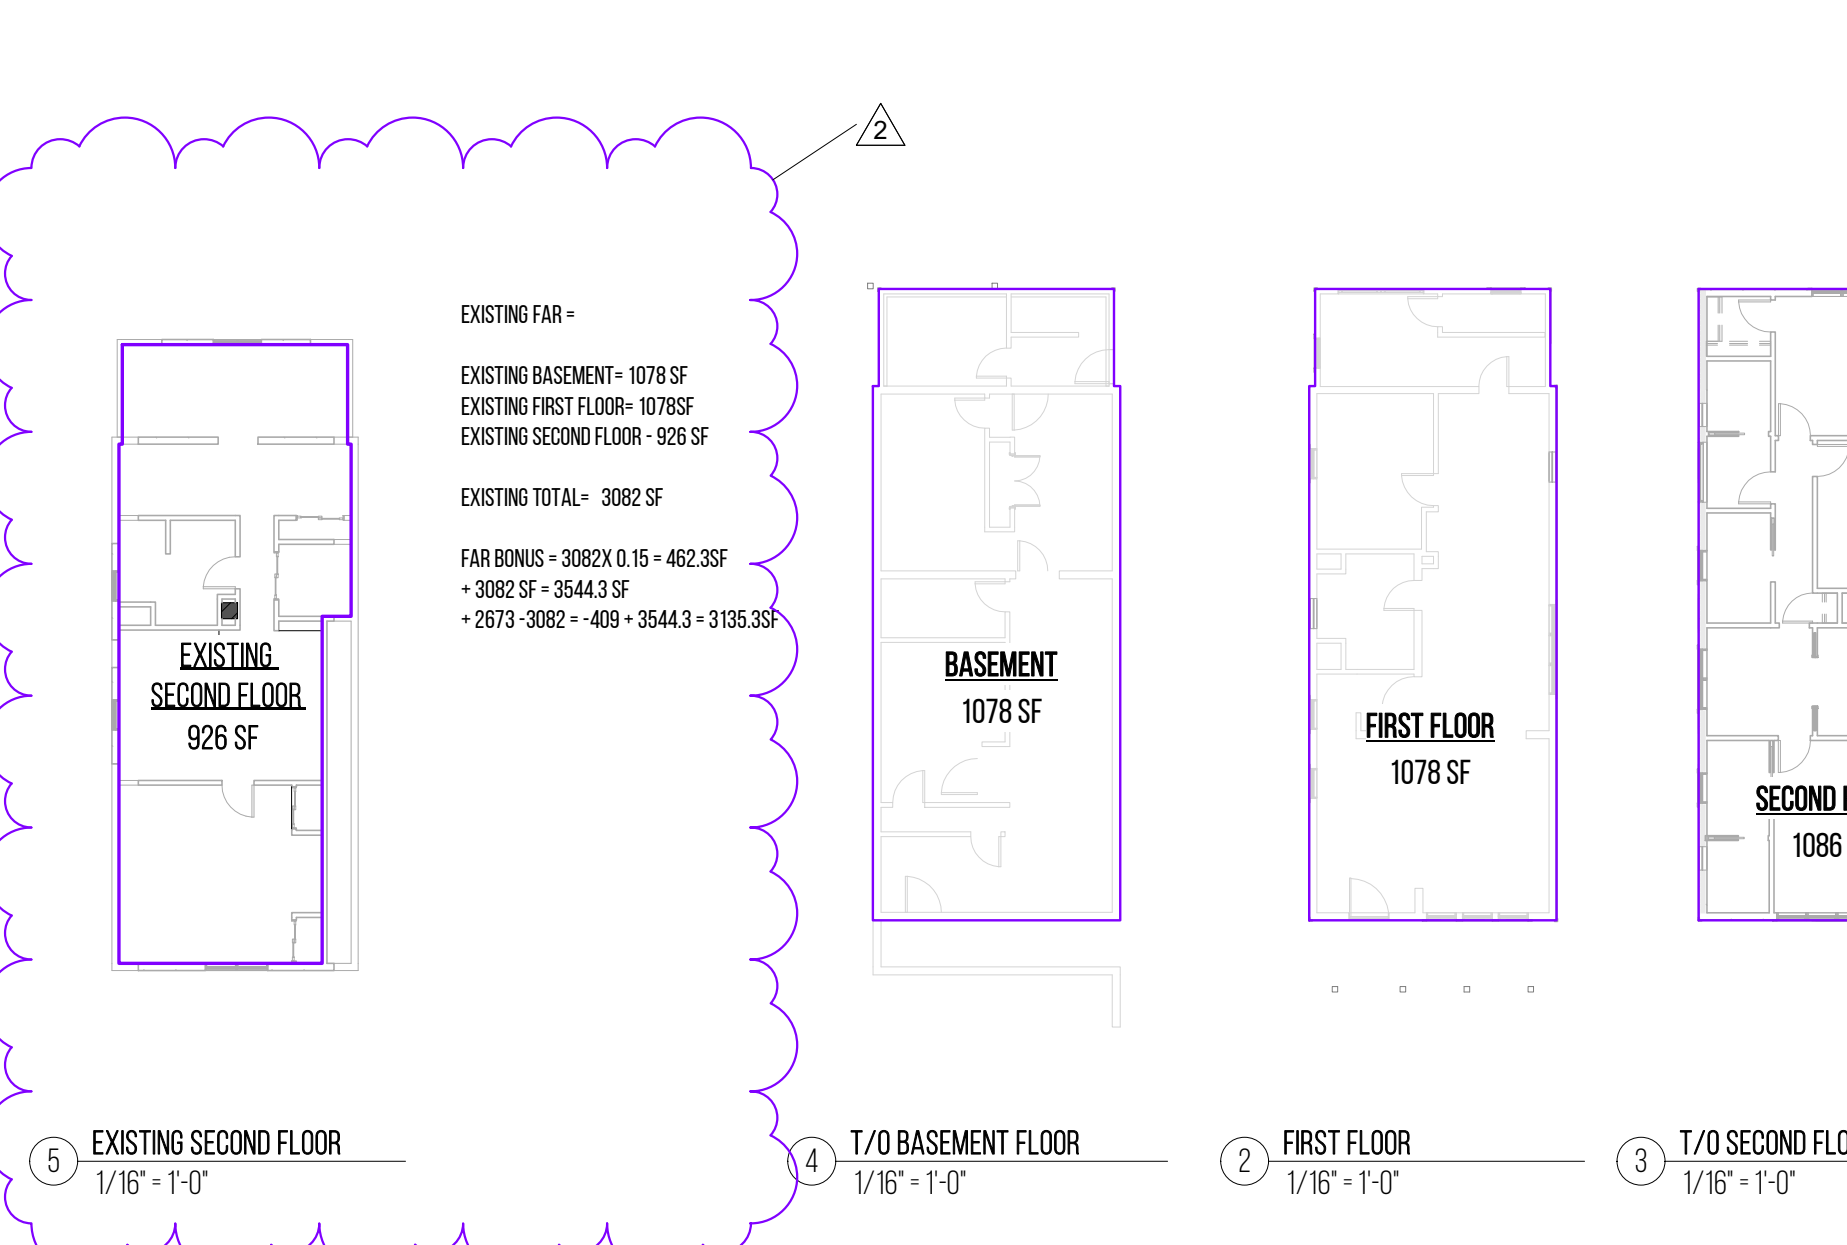 2
EXISTING FAR =
EXISTING BASEMENT= 1078 SF
EXISTING FIRST FLOOR= 1078SF
EXISTING SECOND FLOOR - 926 SF
EXISTING TOTAL= 3082 SF
FAR BONUS = 3082X 0.15 = 462.3SF
+ 3082 SF = 3544.3 SF
+ 2673 -3082 = -409 + 3544.3 = 3135.3SF
EXISTING
SECOND FLOOR
926 SF
BASEMENT
1078 SF
FIRST FLOOR
1078 SF
SECOND
1086
5 EXISTING SECOND FLOOR
1/16" = 1'-0"
4 T/O BASEMENT FLOOR
1/16" = 1'-0"
2 FIRST FLOOR
1/16" = 1'-0"
3 T/O SECOND FLO
1/16" = 1'-0"